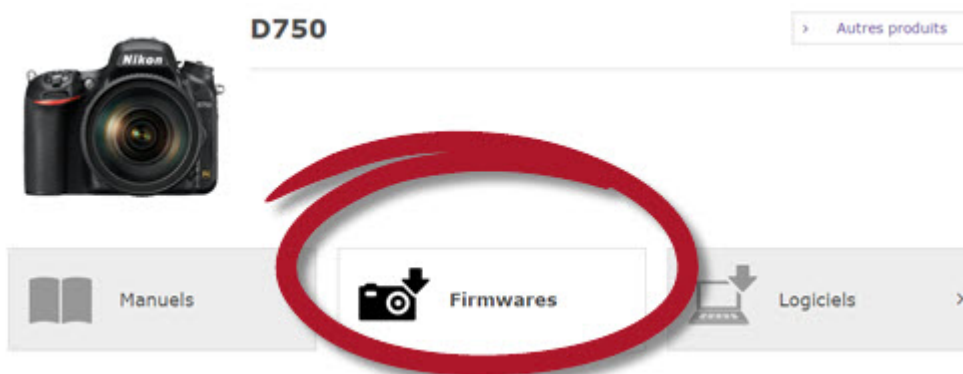 D750
Autres produits
Nikon
Manuels
Firmwares
Logiciels